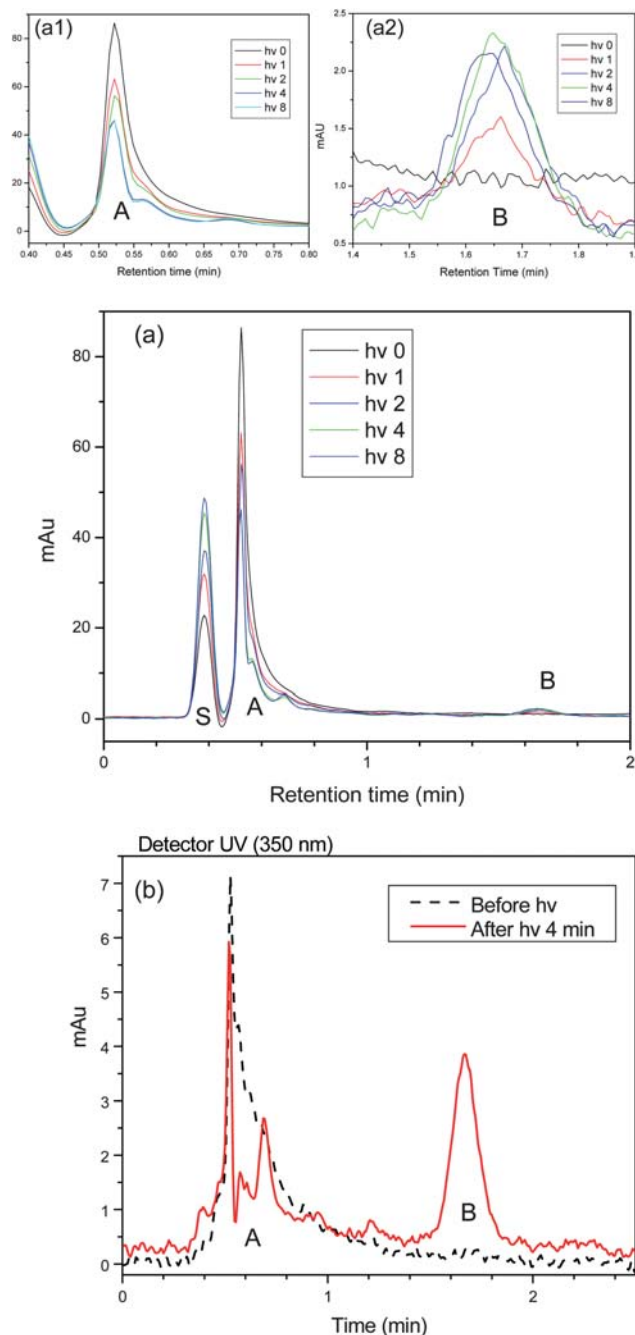 (a1)
hv 0
hv 1
hv 2
hv 4
hv 8
80
60
40
20
0
A
0.40 0.45 0.50 0.55 0.60 0.65 0.70 0.75 0.80
Retention time (min)
(a2)
hv 0
hv 1
hv 2
hv 4
hv 8
mAU
2.5
2.0
1.5
1.0
0.5
B
1.4 1.5 1.6 1.7 1.8
Retention Time (min)
(a)
hv 0
hv 1
hv 2
hv 4
hv 8
mAu
80
60
40
20
0
S
A
B
0 1 2
Retention time (min)
Detector UV (350 nm)
(b)
Before hv
After hv 4 min
mAu
7
6
5
4
3
2
1
0
A
B
0 1 2
Time (min)